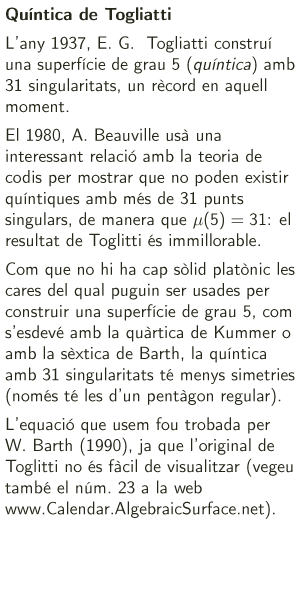 Quíntica de Togliatti
L'any 1937, E. G. Togliatti construí
una superfície de grau 5 (quíntica) amb
31 singularitats, un rècord en aquell
moment.
El 1980, A. Beauville usà una
interessant relació amb la teoria de
codis per mostrar que no poden existir
quíntiques amb més de 31 punts
singulars, de manera que μ(5) = 31: el
resultat de Toglitti és immillorable.
Com que no hi ha cap sòlid platònic les
cares del qual puguin ser usades per
construir una superfície de grau 5, com
s'esdevé amb la quàrtica de Kummer o
amb la sèxtica de Barth, la quíntica
amb 31 singularitats té menys simetries
(només té les d'un pentàgon regular).
L'equació que usem fou trobada per
W. Barth (1990), ja que l'original de
Toglitti no és fàcil de visualitzar (vegeu
també el núm. 23 a la web
www.Calendar.AlgebraicSurface.net).